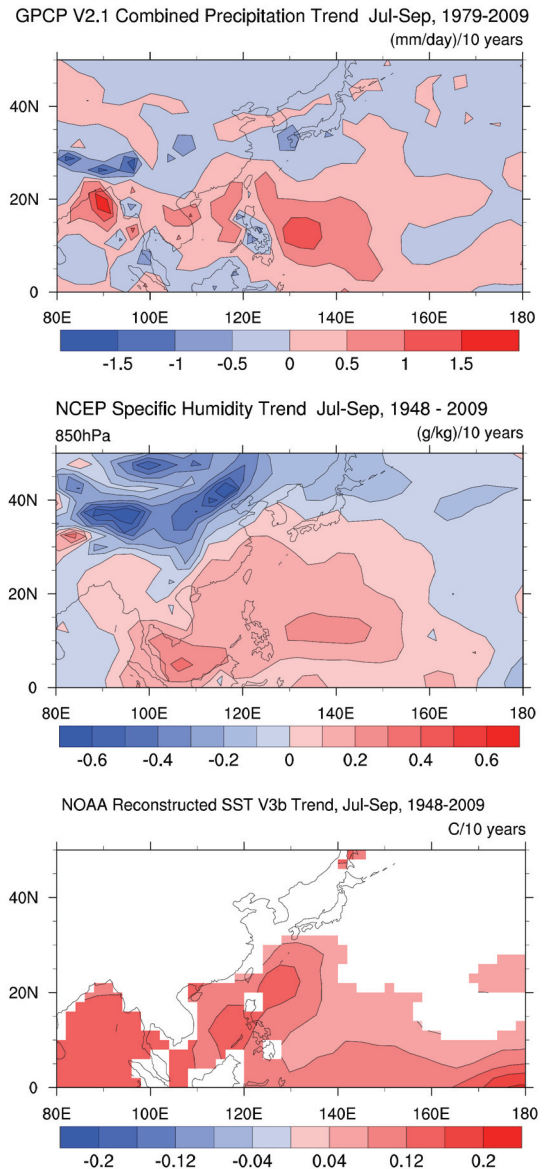 GPCP V2.1 Combined Precipitation Trend Jul-Sep, 1979-2009
(mm/day)/10 years
40N
20N
0
80E 100E 120E 140E 160E 180
-1.5 -1 -0.5 0 0.5 1 1.5
NCEP Specific Humidity Trend Jul-Sep, 1948 - 2009
850hPa (g/kg)/10 years
40N
20N
0
80E 100E 120E 140E 160E 180
-0.6 -0.4 -0.2 0 0.2 0.4 0.6
NOAA Reconstructed SST V3b Trend, Jul-Sep, 1948-2009
C/10 years
40N
20N
0
80E 100E 120E 140E 160E 180
-0.2 -0.12 -0.04 0.04 0.12 0.2